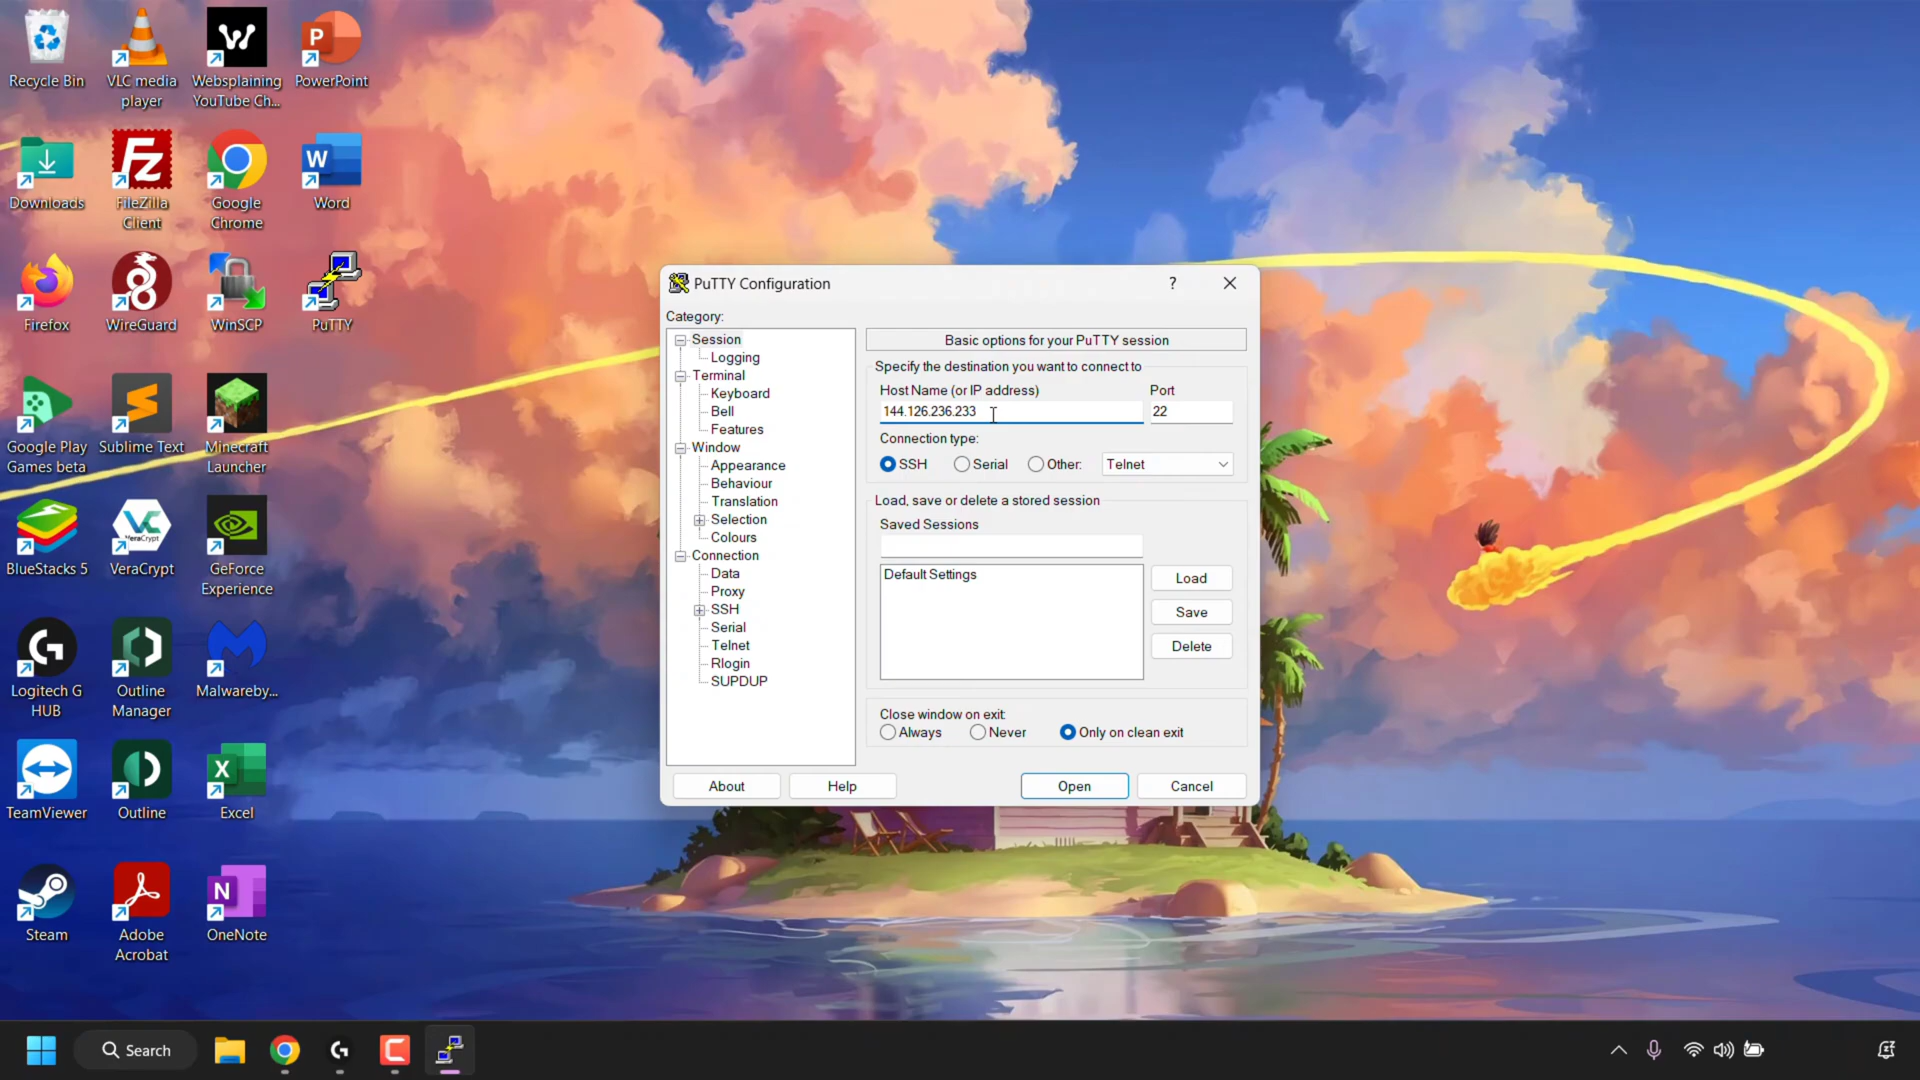 Recycle Bin
VLC media
player
Websplaining
YouTube Ch...
PowerPoint
Downloads
FileZilla
Client
Google
Chrome
Word
Firefox
WireGuard
WinSCP
PuTTY
Google Play
Games beta
Sublime Text
Minecraft
Launcher
BlueStacks 5
VeraCrypt
VeraCrypt
GeForce
Experience
Logitech G
HUB
Outline
Manager
Malwareby...
TeamViewer
Outline
Excel
Steam
Adobe
Acrobat
OneNote
PuTTY Configuration
?
Category:
Session
Logging
Terminal
Keyboard
Bell
Features
Window
Appearance
Behaviour
Translation
Selection
Colours
Connection
Data
Proxy
SSH
Serial
Telnet
Rlogin
SUPDUP
Basic options for your PuTTY session
Specify the destination you want to connect to
Host Name (or IP address)
Port
144.126.236.233
22
Connection type:
SSH
Serial
Other:
Telnet
Load, save or delete a stored session
Saved Sessions
Default Settings
Load
Save
Delete
Close window on exit:
Always
Never
Only on clean exit
About
Help
Open
Cancel
Search